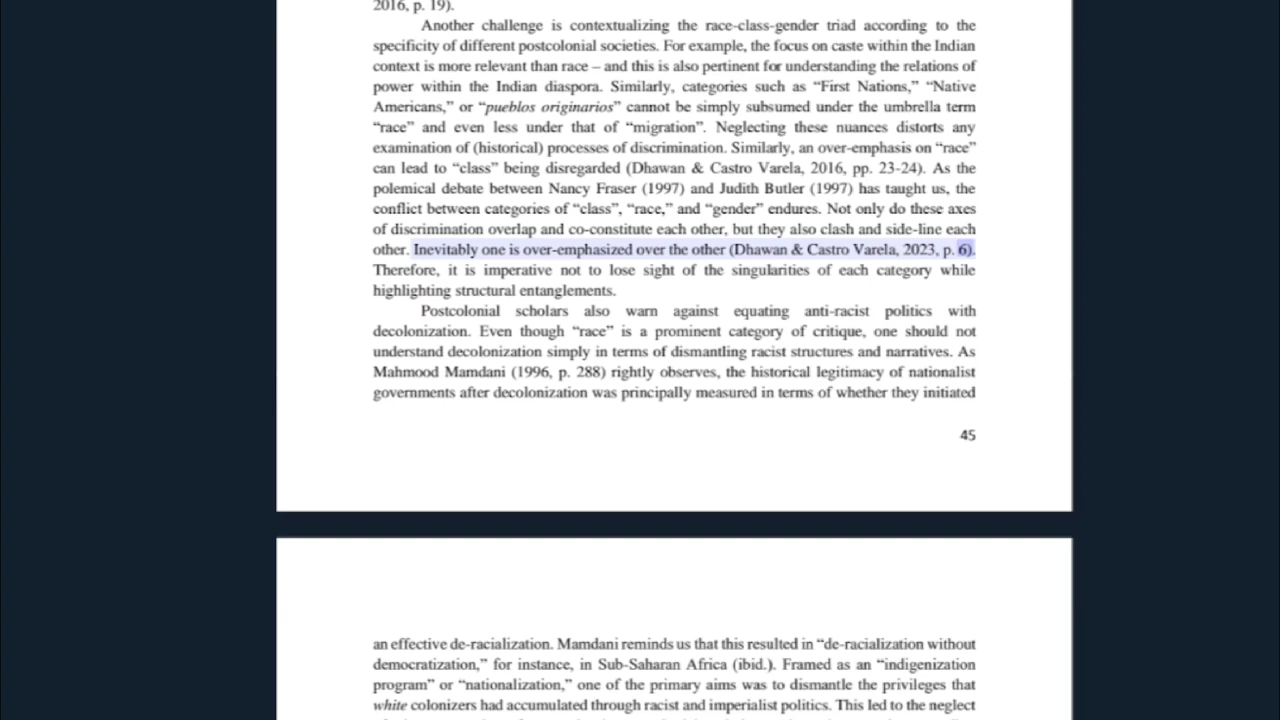 2016, p. 19).
Another challenge is contextualizing the race-class-gender triad according to the
specificity of different postcolonial societies. For example, the focus on caste within the Indian
context is more relevant than race – and this is also pertinent for understanding the relations of
power within the Indian diaspora. Similarly, categories such as “First Nations,” “Native
Americans,” or “pueblos originarios” cannot be simply subsumed under the umbrella term
“race” and even less under that of “migration”. Neglecting these nuances distorts any
examination of (historical) processes of discrimination. Similarly, an over-emphasis on “race”
can lead to “class” being disregarded (Dhawan & Castro Varela, 2016, pp. 23-24). As the
polemical debate between Nancy Fraser (1997) and Judith Butler (1997) has taught us, the
conflict between categories of “class”, “race,” and “gender” endures. Not only do these axes
of discrimination overlap and co-constitute each other, but they also clash and side-line each
other. Inevitably one is over-emphasized over the other (Dhawan & Castro Varela, 2023, p. 6).
Therefore, it is imperative not to lose sight of the singularities of each category while
highlighting structural entanglements.
Postcolonial scholars also warn against equating anti-racist politics with
decolonization. Even though “race” is a prominent category of critique, one should not
understand decolonization simply in terms of dismantling racist structures and narratives. As
Mahmood Mamdani (1996, p. 288) rightly observes, the historical legitimacy of nationalist
governments after decolonization was principally measured in terms of whether they initiated
45
an effective de-racialization. Mamdani reminds us that this resulted in “de-racialization without
democratization,” for instance, in Sub-Saharan Africa (ibid.). Framed as an “indigenization
program” or “nationalization,” one of the primary aims was to dismantle the privileges that
white colonizers had accumulated through racist and imperialist politics. This led to the neglect